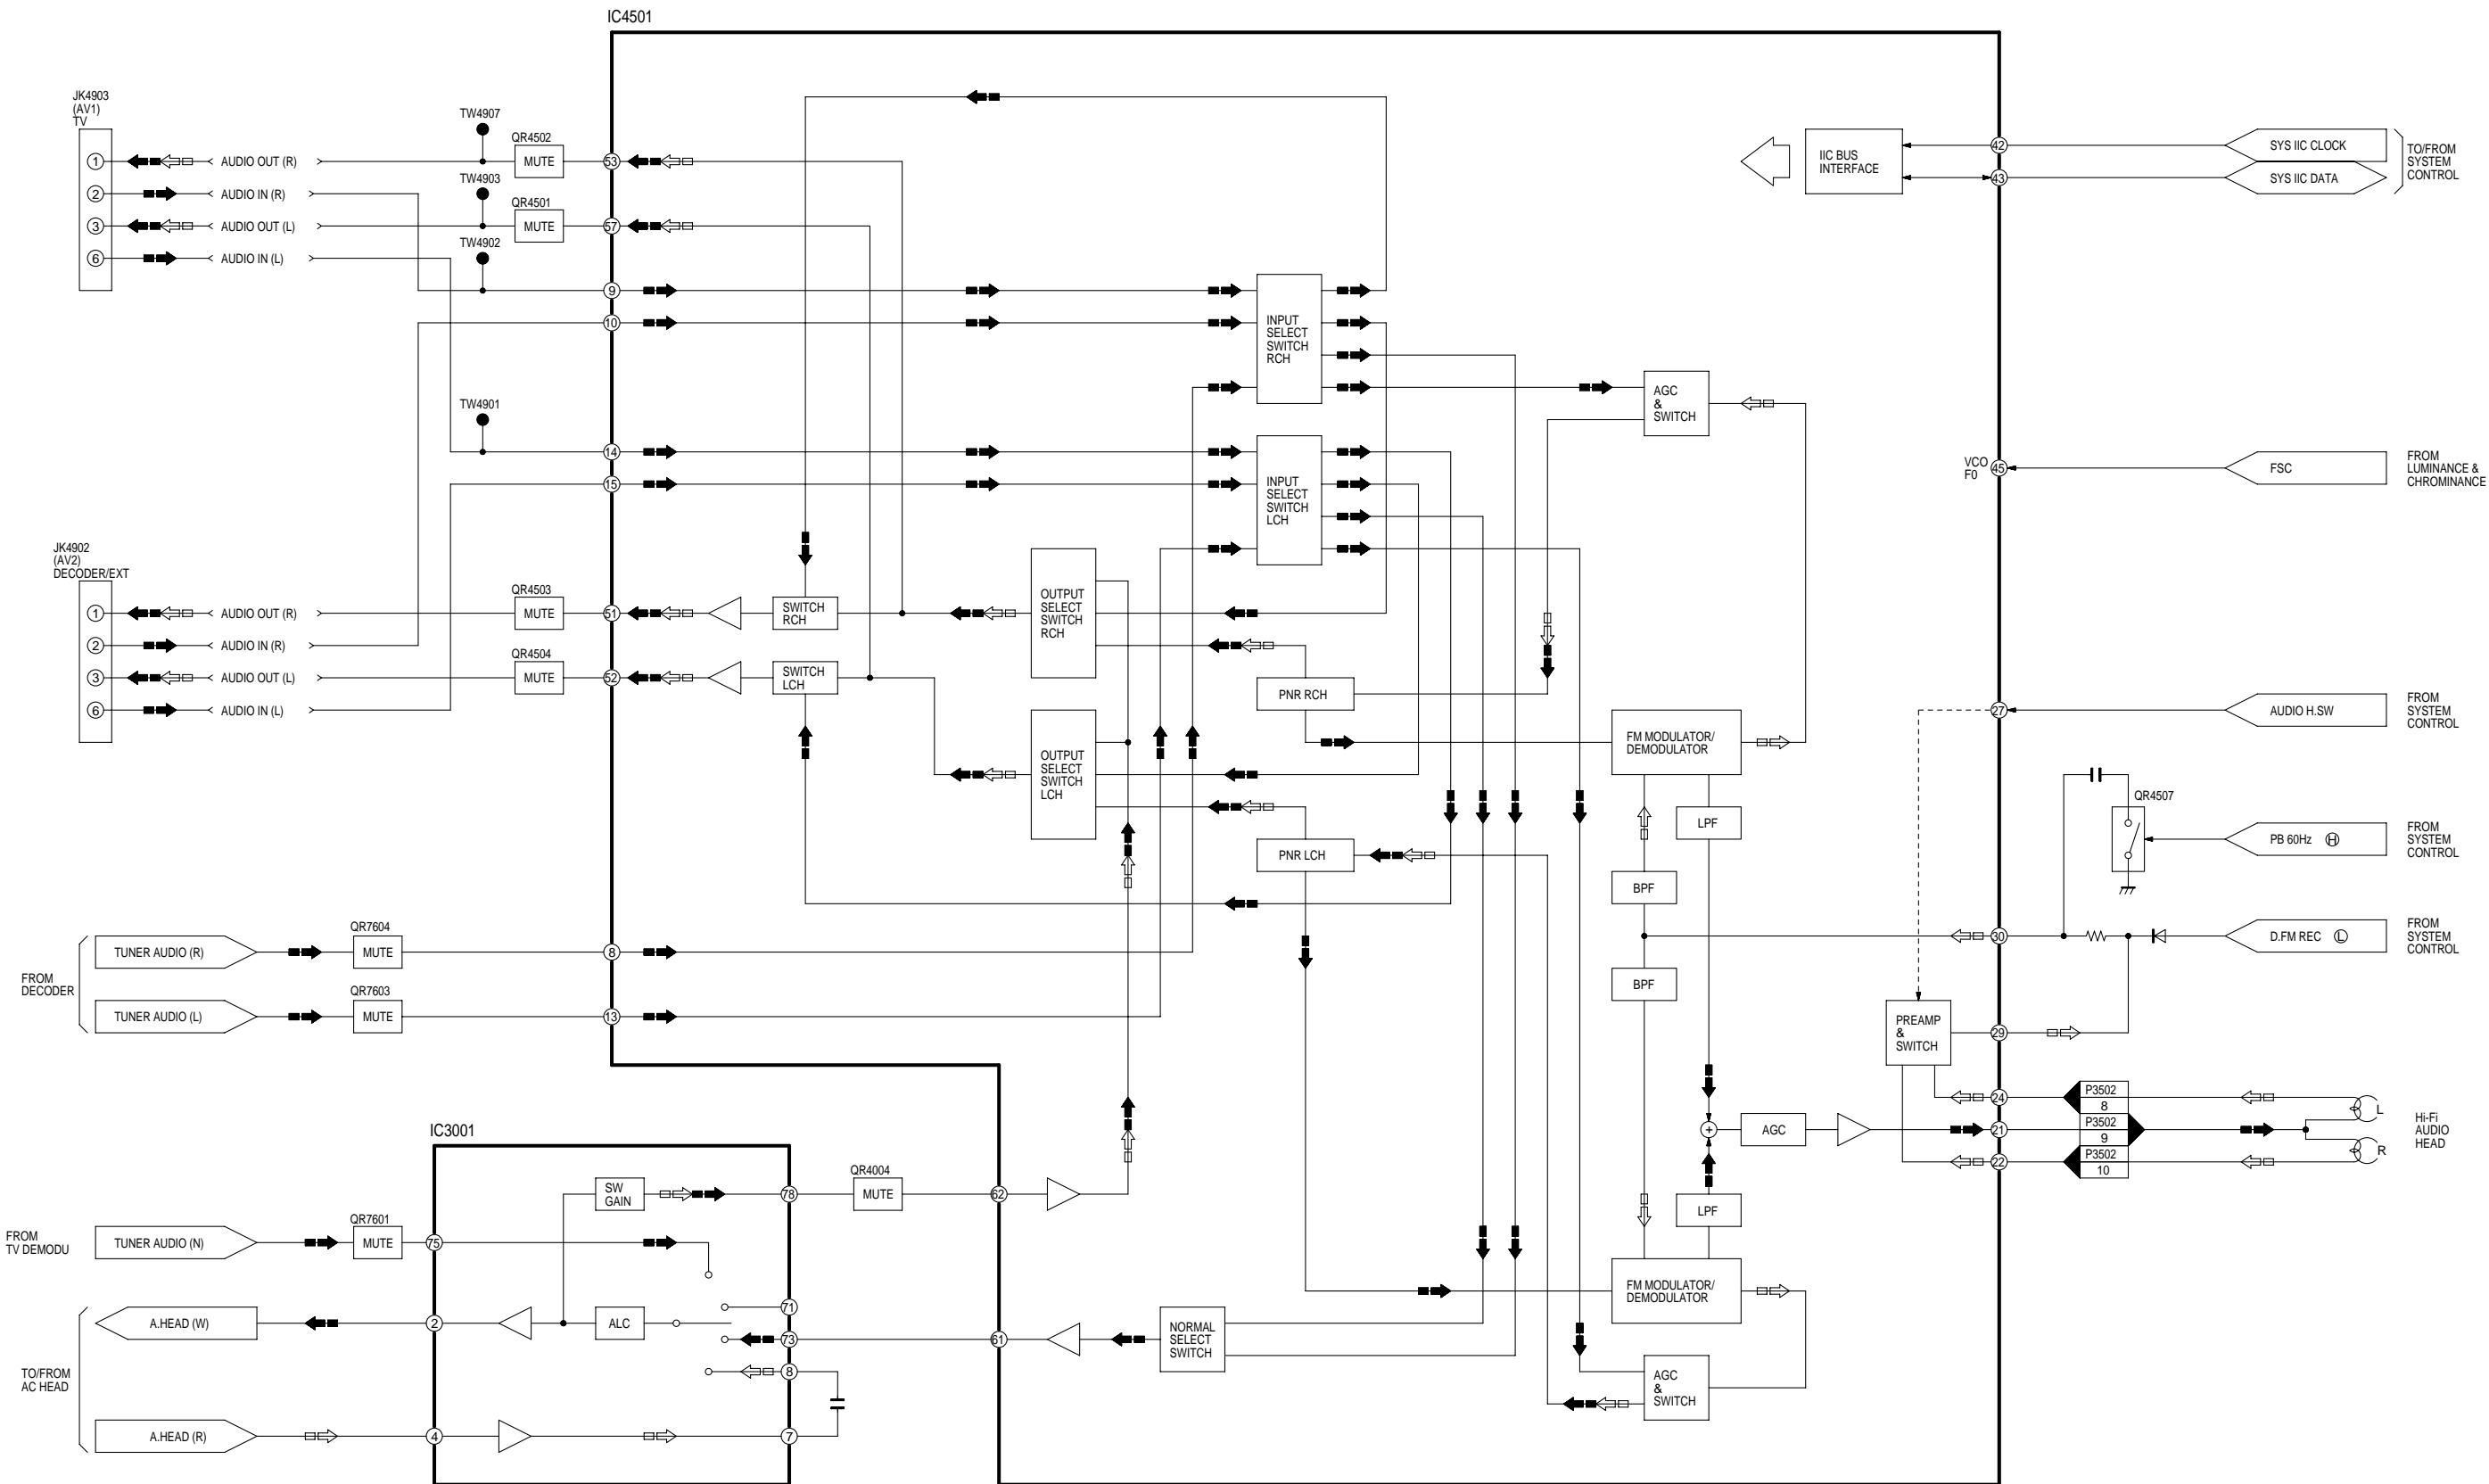 IC4501
JK4903
(AV1)
TV
1
AUDIO OUT (R)
2
AUDIO IN (R)
3
AUDIO OUT (L)
6
AUDIO IN (L)
TW4907
QR4502
MUTE
53
TW4903
QR4501
MUTE
57
TW4902
9
10
TW4901
14
15
JK4902
(AV2)
DECODER/EXT
1
AUDIO OUT (R)
2
AUDIO IN (R)
3
AUDIO OUT (L)
6
AUDIO IN (L)
QR4503
MUTE
51
QR4504
MUTE
52
SWITCH
RCH
SWITCH
LCH
OUTPUT
SELECT
SWITCH
RCH
OUTPUT
SELECT
SWITCH
LCH
INPUT
SELECT
SWITCH
RCH
INPUT
SELECT
SWITCH
LCH
PNR RCH
PNR LCH
AGC
&
SWITCH
FM MODULATOR/
DEMODULATOR
LPF
BPF
BPF
IIC BUS
INTERFACE
42
SYS IIC CLOCK
43
SYS IIC DATA
TO/FROM
SYSTEM
CONTROL
VCO
F0
45
FSC
FROM
LUMINANCE &
CHROMINANCE
27
AUDIO H.SW
FROM
SYSTEM
CONTROL
QR4507
PB 60Hz H
FROM
SYSTEM
CONTROL
30
D.FM REC L
FROM
SYSTEM
CONTROL
PREAMP
&
SWITCH
29
24
P3502
8
21
P3502
9
22
P3502
10
L
R
Hi-Fi
AUDIO
HEAD
+
AGC
LPF
FM MODULATOR/
DEMODULATOR
AGC
&
SWITCH
NORMAL
SELECT
SWITCH
FROM
DECODER
TUNER AUDIO (R)
QR7604
MUTE
8
TUNER AUDIO (L)
QR7603
MUTE
13
IC3001
SW
GAIN
78
QR4004
MUTE
62
FROM
TV DEMODU
TUNER AUDIO (N)
QR7601
MUTE
75
71
TO/FROM
AC HEAD
A.HEAD (W)
2
ALC
73
61
8
A.HEAD (R)
4
7